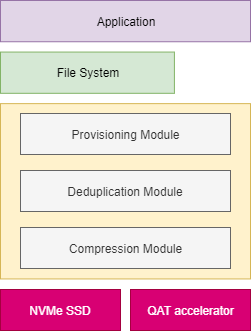 Application
File System
Provisioning Module
Deduplication Module
Compression Module
NVMe SSD
QAT accelerator